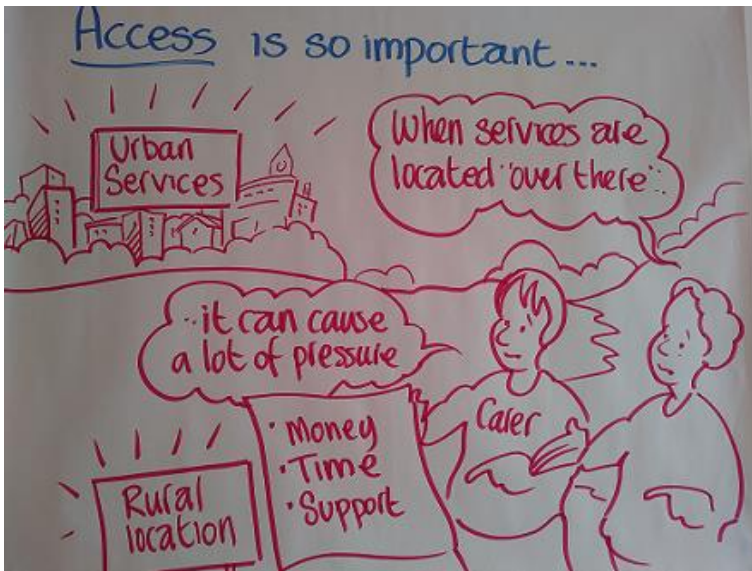 Access is so important...
Urban
Services
When services are
located 'over there'...
...it can cause
a lot of pressure
Carer
• Money
• Time
• Support
Rural
location